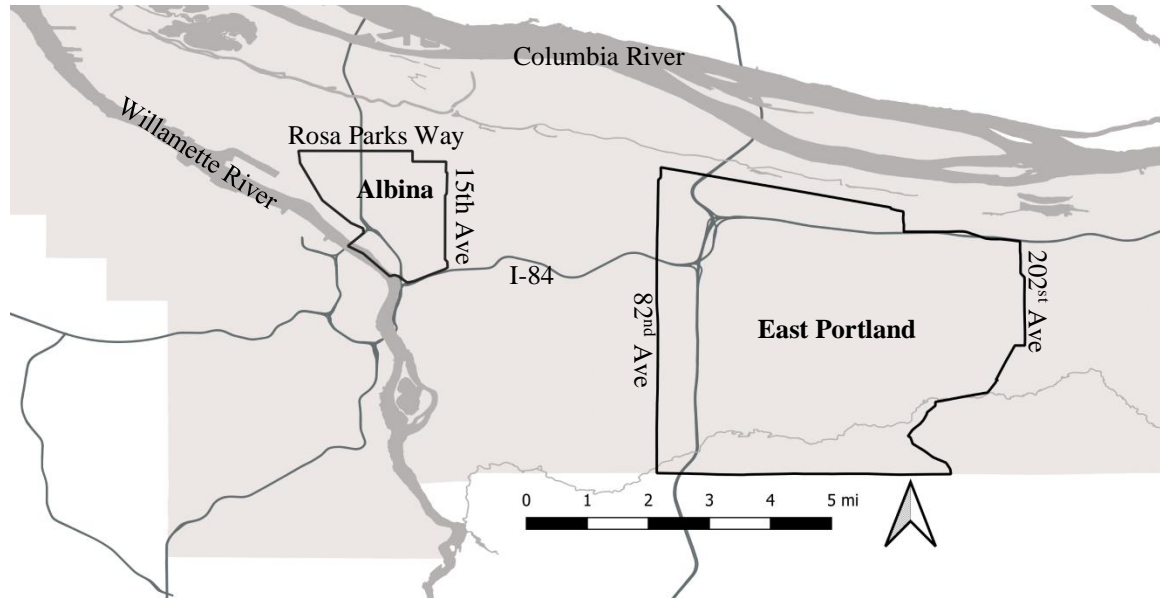 Columbia River
Willamette River
Rosa Parks Way
Albina
15th Ave
I-84
82nd Ave
202st Ave
East Portland
0 1 2 3 4 5 mi